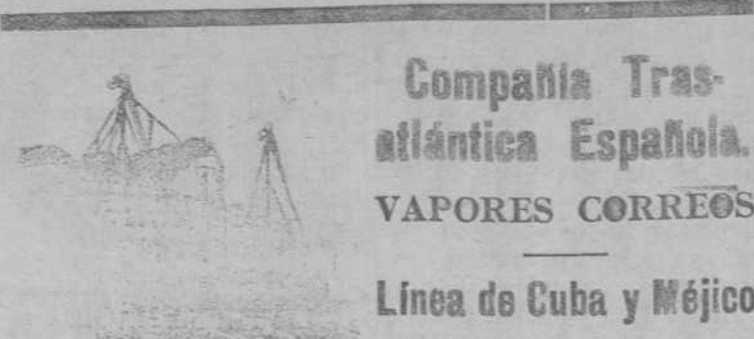 Compañía Tras-
atlántica Española.
VAPORES CORREOS
Línea de Cuba y Méjico